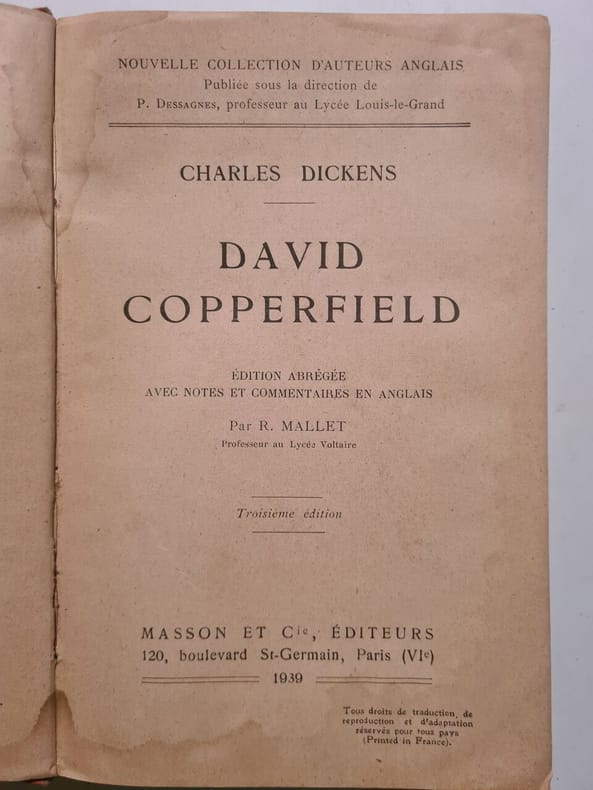 NOUVELLE COLLECTION D'AUTEURS ANGLAIS
Publiée sous la direction de
P. DESSAGNES, professeur au Lycée Louis-le-Grand
CHARLES DICKENS
DAVID
COPPERFIELD
ÉDITION ABRÉGÉE
AVEC NOTES ET COMMENTAIRES EN ANGLAIS
Par R. MALLET
Professeur au Lycée Voltaire
Troisième édition
MASSON ET Cie, ÉDITEURS
120, boulevard St-Germain, Paris (VIe)
1939
Tous droits de traduction, de
reproduction et d'adaptation
réservés pour tous pays
(Printed in France).